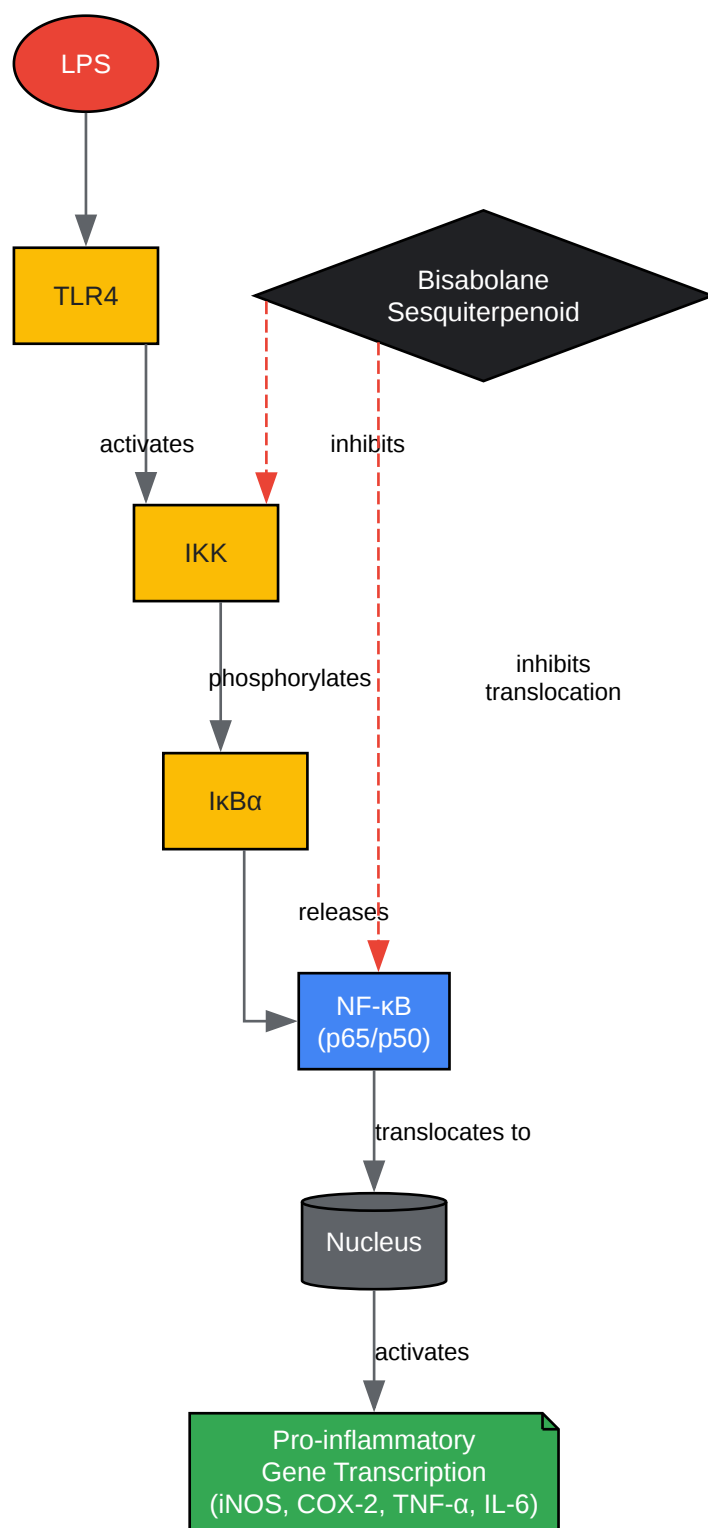 LPS
TLR4
Bisabolane
Sesquiterpenoid
activates
inhibits
IKK
phosphorylates
inhibits
translocation
IκBα
releases
NF-κB
(p65/p50)
translocates to
Nucleus
activates
Pro-inflammatory
Gene Transcription
(iNOS, COX-2, TNF-α, IL-6)